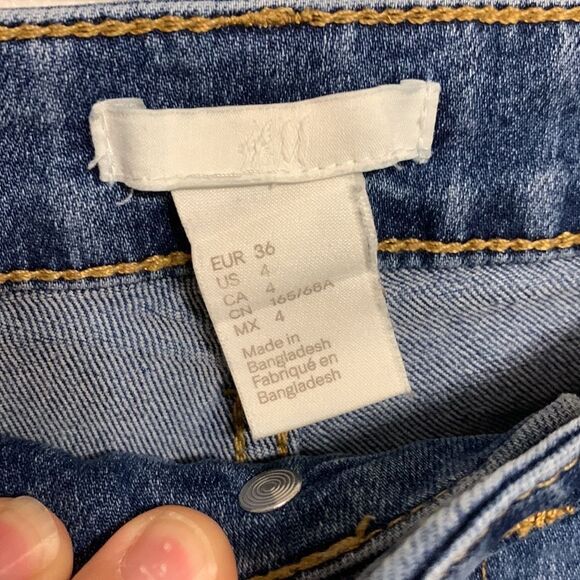 EUR 36
US 4
CA 4
CN 165/68A
MX 4
Made in
Bangladesh
Fabriqué en
Bangladesh